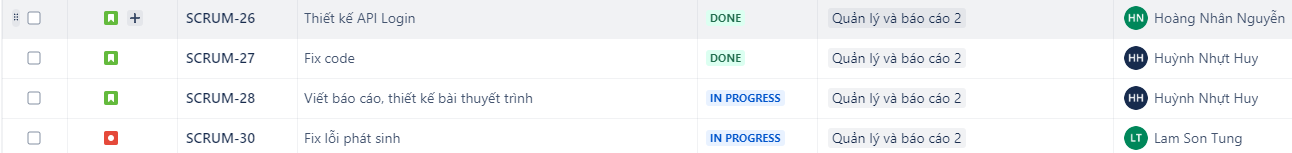 SCRUM-26 Thiết kế API Login DONE Quản lý và báo cáo 2 HN Hoàng Nhân Nguyễn
SCRUM-27 Fix code DONE Quản lý và báo cáo 2 HH Huỳnh Nhựt Huy
SCRUM-28 Viết báo cáo, thiết kế bài thuyết trình IN PROGRESS Quản lý và báo cáo 2 HH Huỳnh Nhựt Huy
SCRUM-30 Fix lỗi phát sinh IN PROGRESS Quản lý và báo cáo 2 LT Lam Son Tung